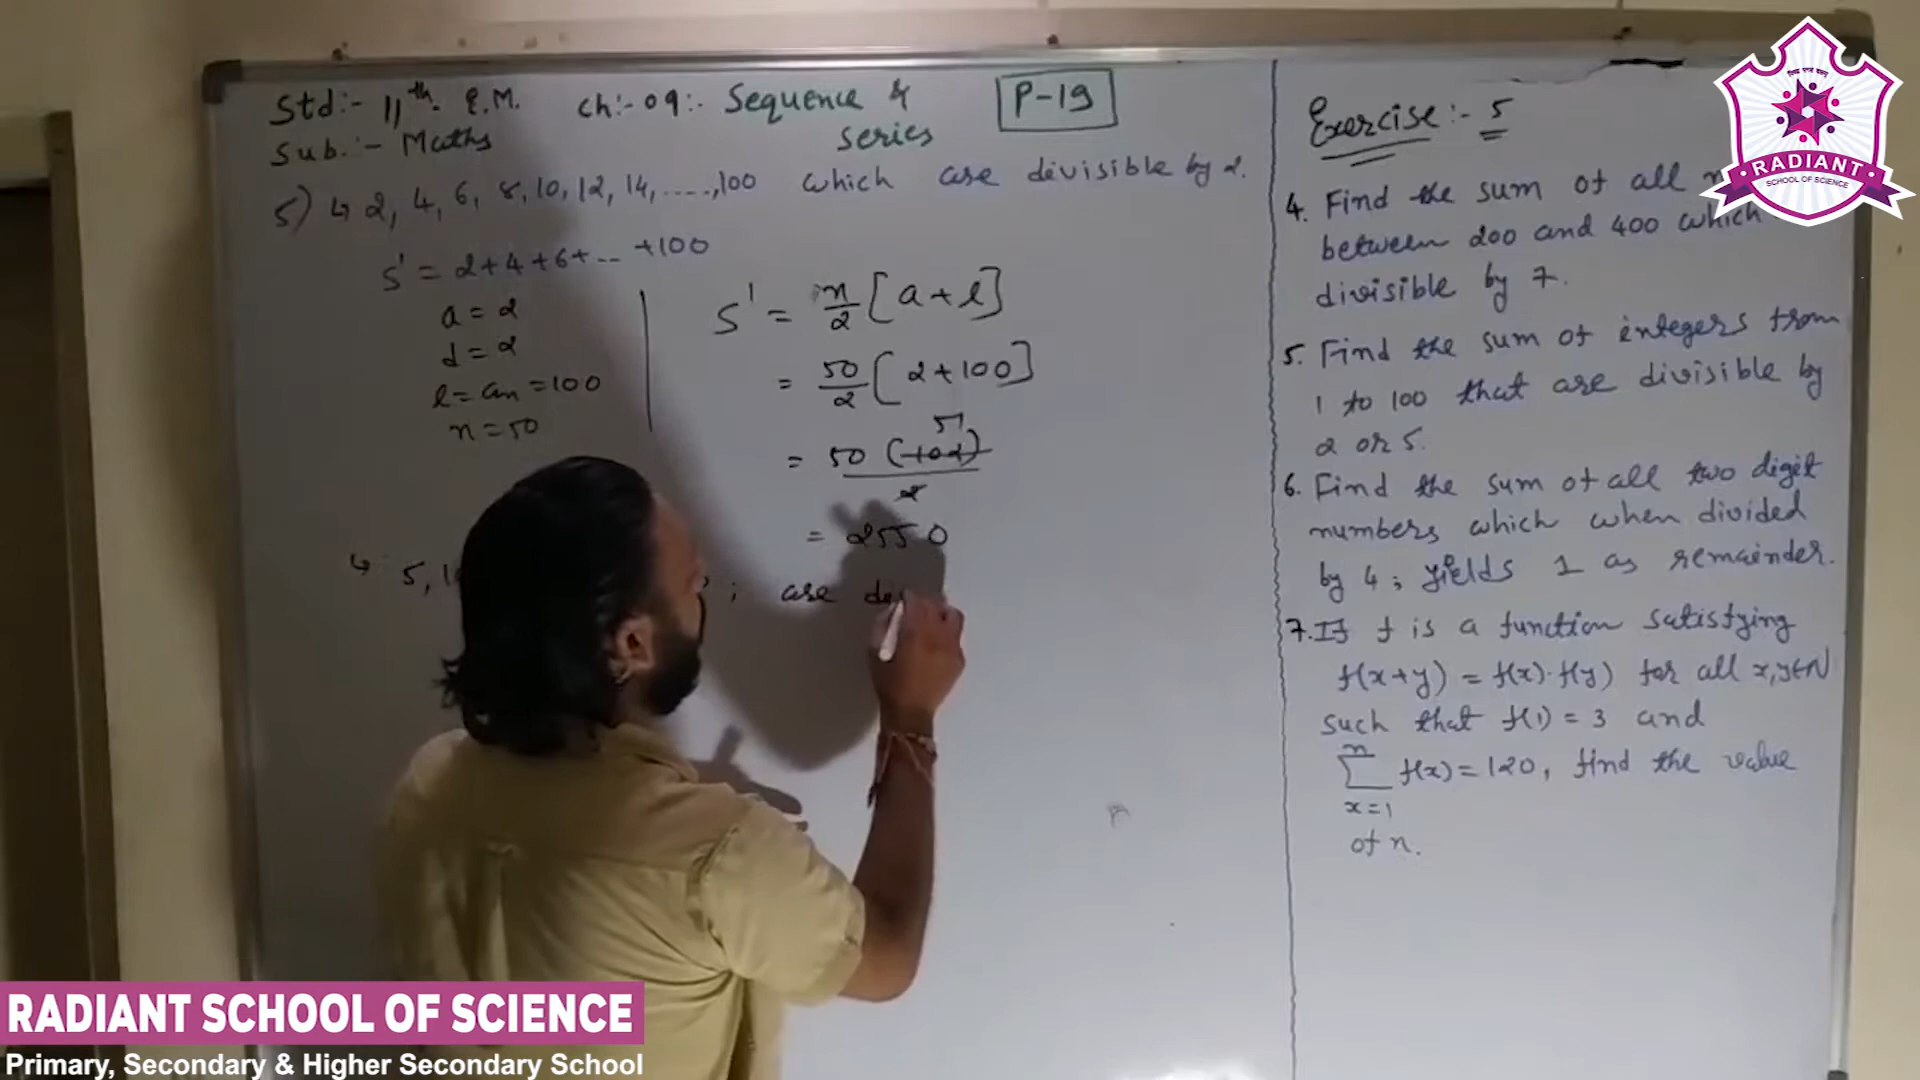 Std:- 11th. E.M. Ch:- 09:- Sequence & series P-19
Sub.:- Maths
5) ↳ 2, 4, 6, 8, 10, 12, 14, ....., 100 which are devisible by 2.
S' = 2+4+6+... +100
a = 2
d = 2
l = an = 100
n = 50
S' = n/2 [a + l]
= 50/2 [2+100]
51
= 50 (102)
2
= 2550
↳ 5, ; are
Exercise:- 5
4. Find the sum of all
between 200 and 400 which
divisible by 7.
5. Find the sum of integers from
1 to 100 that are divisible by
2 or 5.
6. Find the sum of all two digit
numbers which when divided
by 4; yields 1 as remainder.
7. If f is a function satisfying
f(x+y) = f(x)·f(y) for all x,y∈N
such that f(1) = 3 and
n
∑ f(x) = 120, find the value
x=1
of n.
RADIANT
SCHOOL OF SCIENCE
RADIANT SCHOOL OF SCIENCE
Primary, Secondary & Higher Secondary School